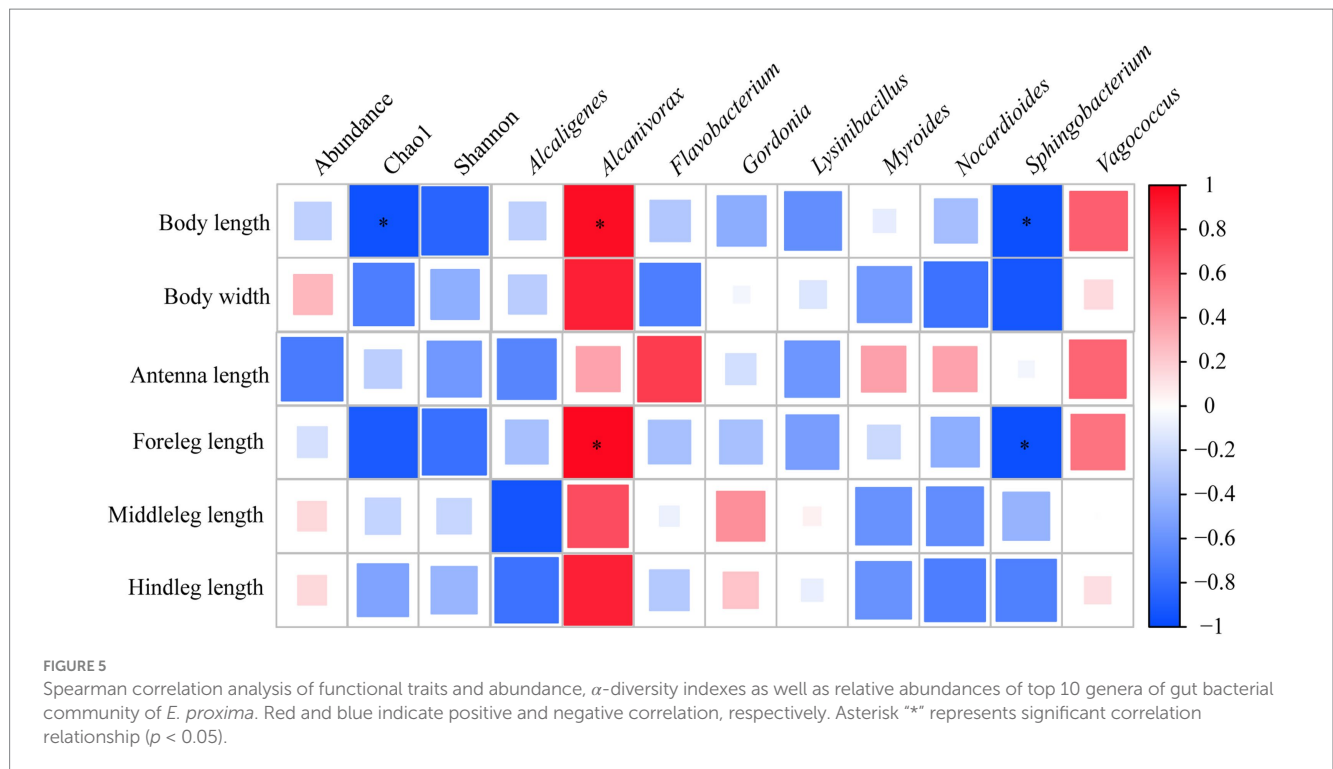 Abundance Chao1 Shannon Alcaligenes Alcanivorax Flavobacterium Gordonia Lysinibacillus Myroides Nocardioides Sphingobacterium Vagococcus
Body length * * *
Body width
Antenna length
Foreleg length * *
Middleleg length
Hindleg length
1
0.8
0.6
0.4
0.2
0
−0.2
−0.4
−0.6
−0.8
−1
FIGURE 5
Spearman correlation analysis of functional traits and abundance, α-diversity indexes as well as relative abundances of top 10 genera of gut bacterial
community of E. proxima. Red and blue indicate positive and negative correlation, respectively. Asterisk “*” represents significant correlation
relationship (p < 0.05).